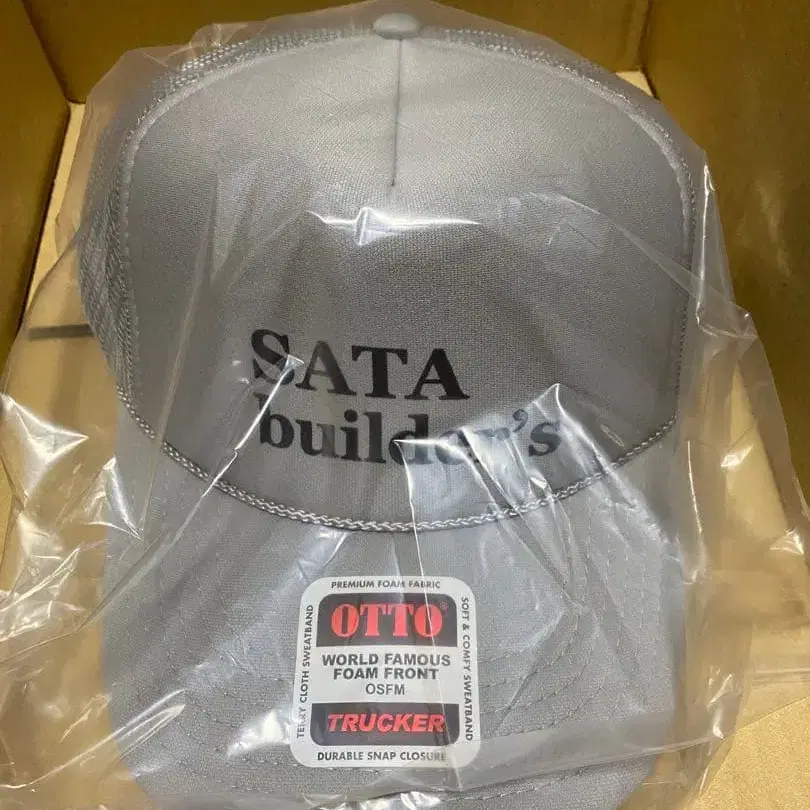 SATA
builder's
PREMIUM FOAM FABRIC
OTTO®
WORLD FAMOUS
FOAM FRONT
OSFM
TRUCKER
DURABLE SNAP CLOSURE
TERRY CLOTH SWEATBAND
SOFT & COMFY SWEATBAND